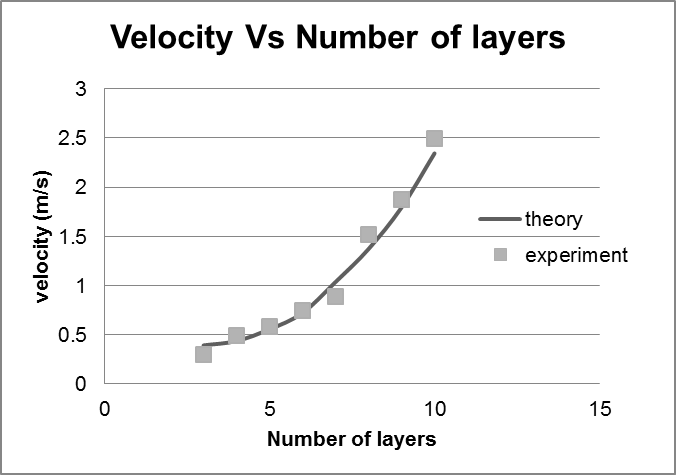 Velocity Vs Number of layers
3
2.5
2
1.5
1
0.5
0
velocity (m/s)
0
5
10
15
Number of layers
theory
experiment